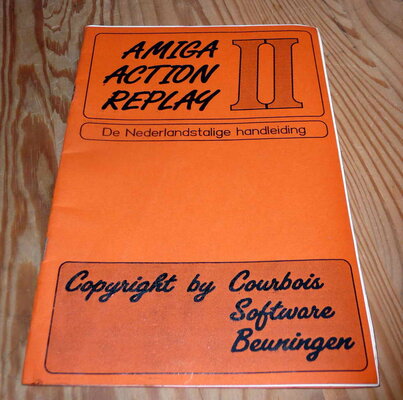 AMIGA
ACTION
REPLAY II
De Nederlandstalige handleiding
Copyright by Courbois
Software
Beuningen